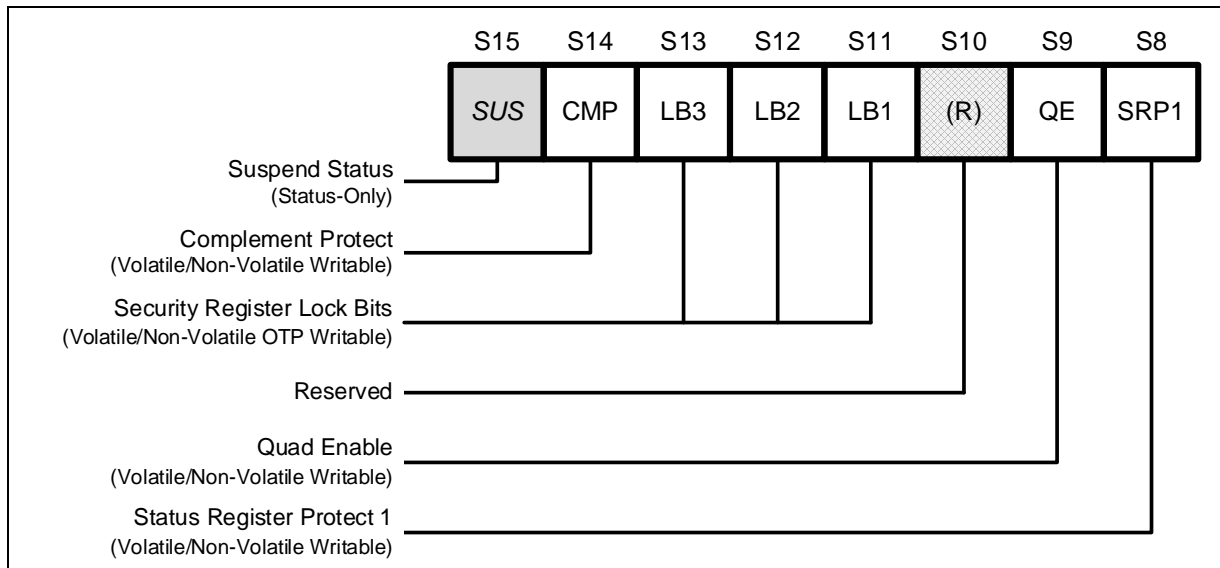 S15 S14 S13 S12 S11 S10 S9 S8
SUS CMP LB3 LB2 LB1 (R) QE SRP1
Suspend Status
(Status-Only)
Complement Protect
(Volatile/Non-Volatile Writable)
Security Register Lock Bits
(Volatile/Non-Volatile OTP Writable)
Reserved
Quad Enable
(Volatile/Non-Volatile Writable)
Status Register Protect 1
(Volatile/Non-Volatile Writable)